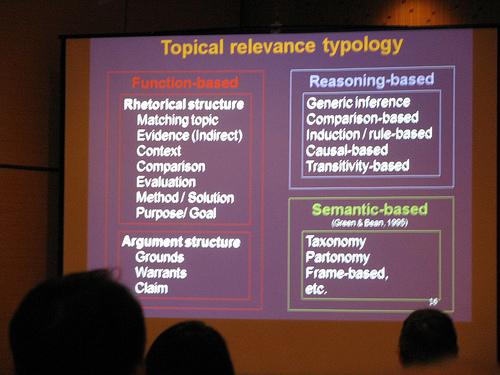 Topical relevance typology
Function-based
Rhetorical structure
Matching topic
Evidence (Indirect)
Context
Comparison
Evaluation
Method / Solution
Purpose/ Goal
Argument structure
Grounds
Warrants
Claim
Reasoning-based
Generic inference
Comparison-based
Induction / rule-based
Causal-based
Transitivity-based
Semantic-based
(Green & Bean, 1995)
Taxonomy
Partonomy
Frame-based,
etc.